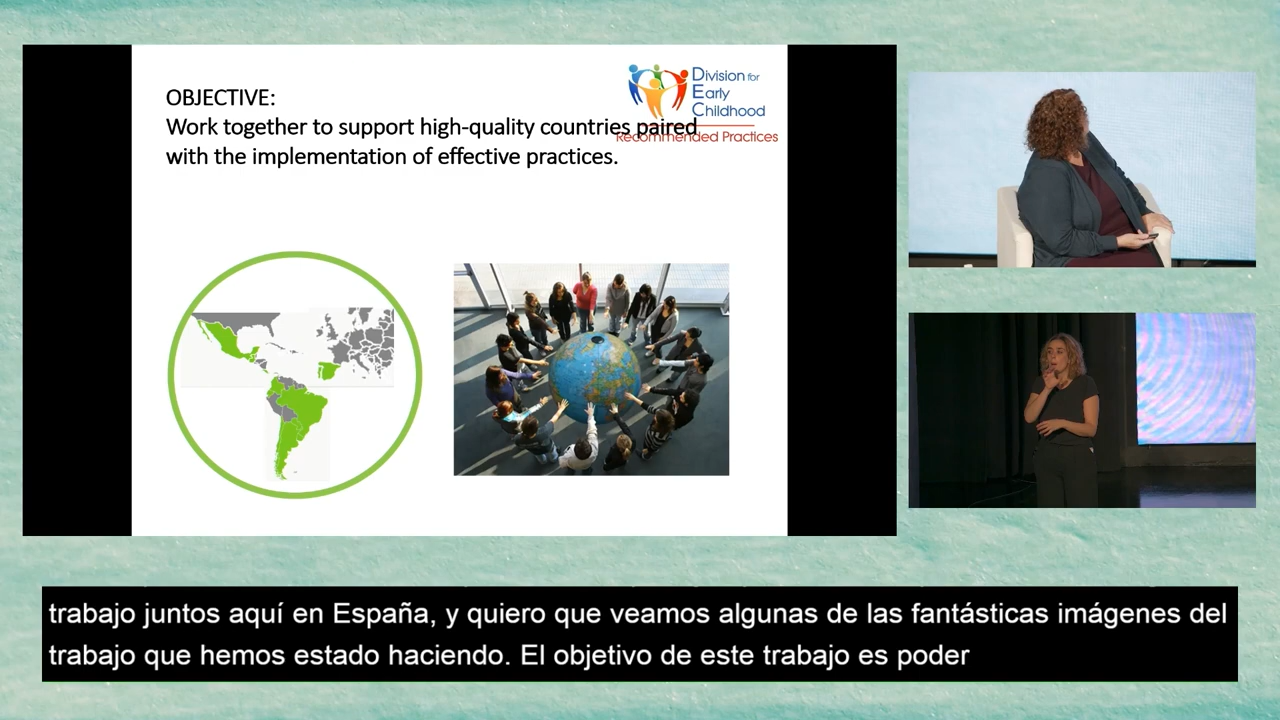 OBJECTIVE:
Work together to support high-quality countries paired
with the implementation of effective practices.
Division for
Early
Childhood
Recommended Practices
trabajo juntos aquí en España, y quiero que veamos algunas de las fantásticas imágenes del
trabajo que hemos estado haciendo. El objetivo de este trabajo es poder